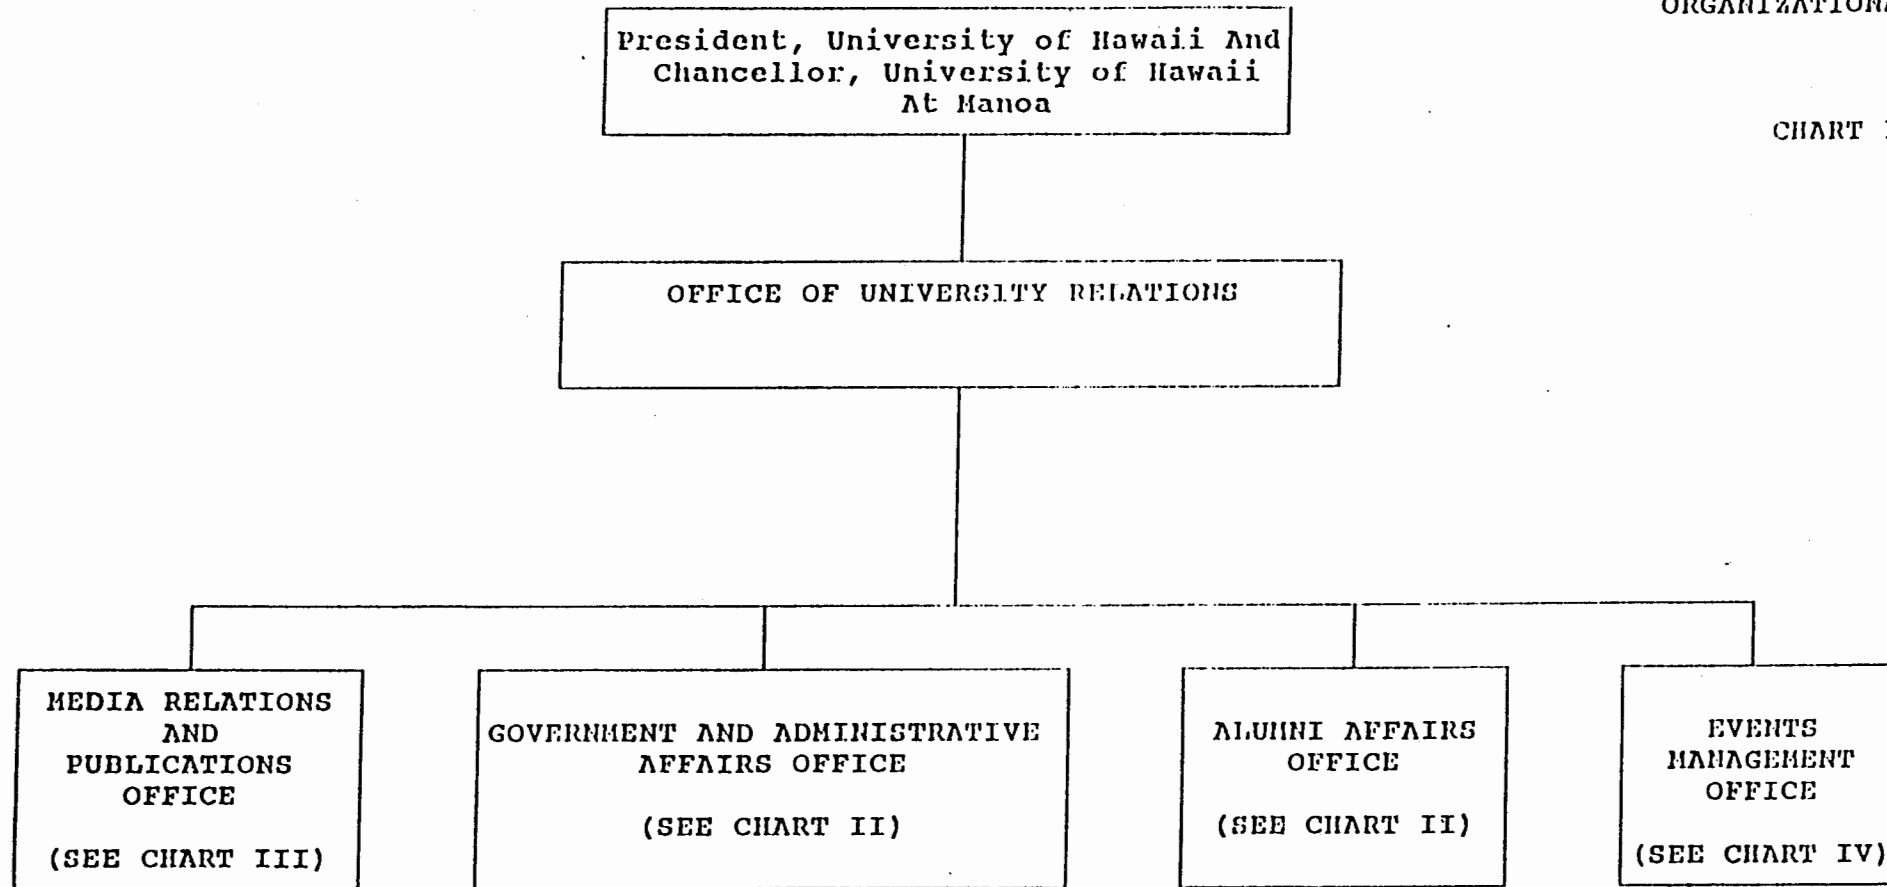 ORGANIZATIONA
President, University of Hawaii And
Chancellor, University of Hawaii
At Manoa
CHART I
OFFICE OF UNIVERSITY RELATIONS
MEDIA RELATIONS
AND
PUBLICATIONS
OFFICE
(SEE CHART III)
GOVERNMENT AND ADMINISTRATIVE
AFFAIRS OFFICE
(SEE CHART II)
ALUMNI AFFAIRS
OFFICE
(SEE CHART II)
EVENTS
MANAGEMENT
OFFICE
(SEE CHART IV)